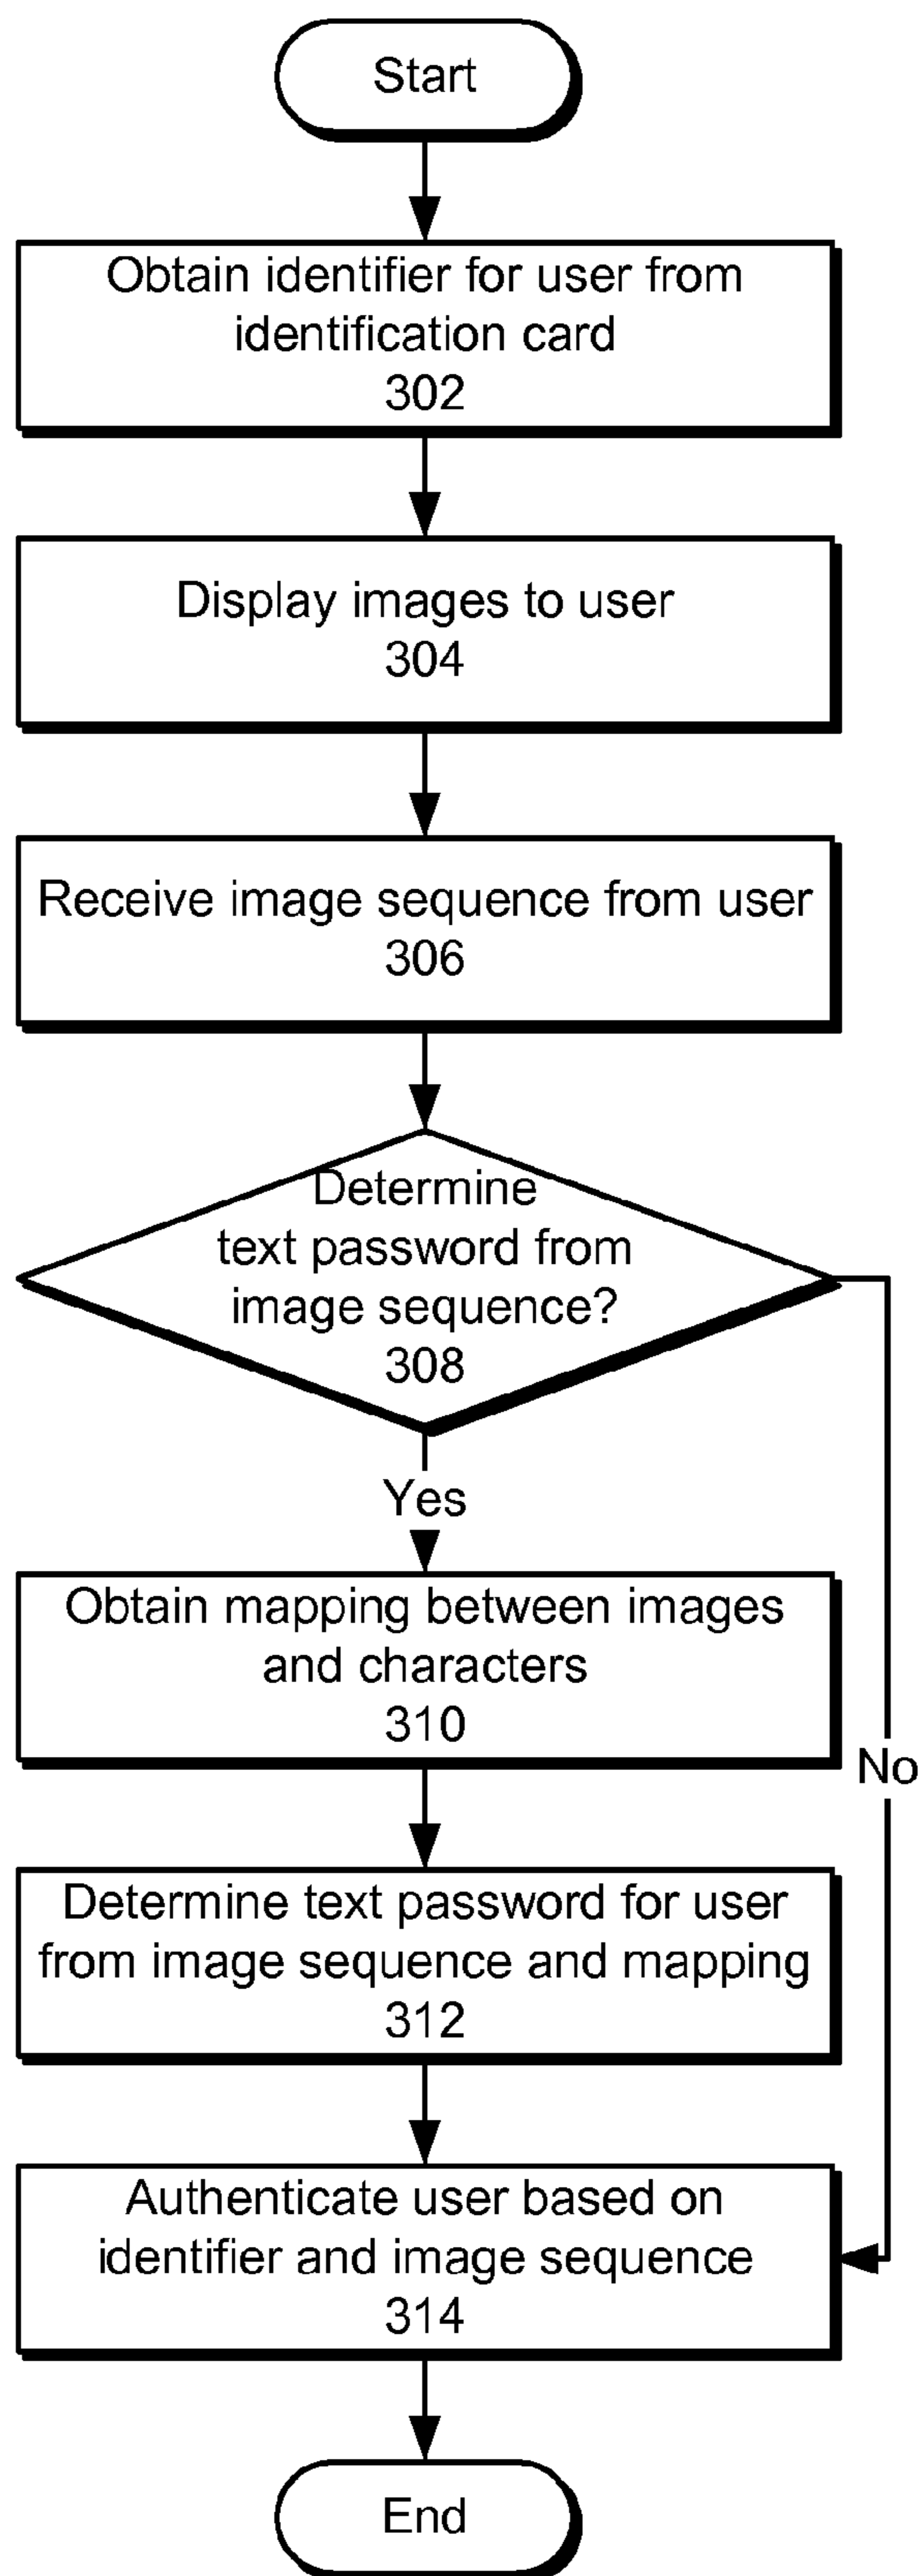 Start
Obtain identifier for user from
identification card
302
Display images to user
304
Receive image sequence from user
306
Determine
text password from
image sequence?
308
Yes
Obtain mapping between images
and characters
310
No
Determine text password for user
from image sequence and mapping
312
Authenticate user based on
identifier and image sequence
314
End